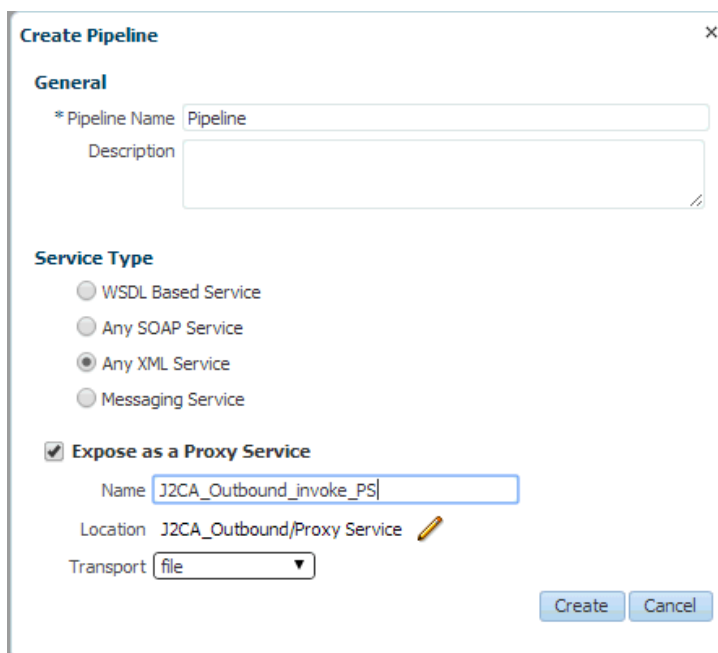 Create Pipeline ×
General
* Pipeline Name Pipeline
Description
Service Type
WSDL Based Service
Any SOAP Service
Any XML Service
Messaging Service
Expose as a Proxy Service
Name J2CA_Outbound_invoke_PS
Location J2CA_Outbound/Proxy Service
Transport file
Create Cancel